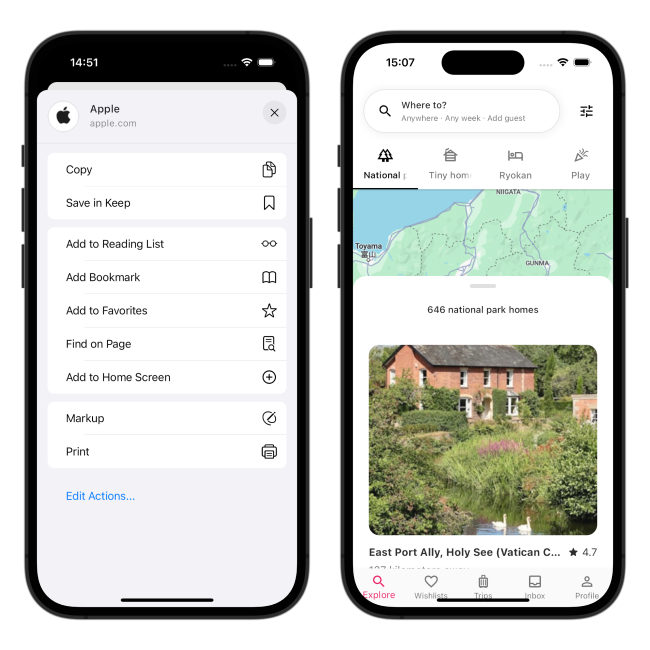 14:51
Apple
apple.com
Copy
Save in Keep
Add to Reading List
Add Bookmark
Add to Favorites
Find on Page
Add to Home Screen
Markup
Print
Edit Actions...
15:07
Where to?
Anywhere · Any week · Add guest
National
Tiny hom
Ryokan
Play
NIIGATA
Toyama
富山
GUNMA
646 national park homes
East Port Ally, Holy See (Vatican C...
4.7
Explore
Wishlists
Trips
Inbox
Profile